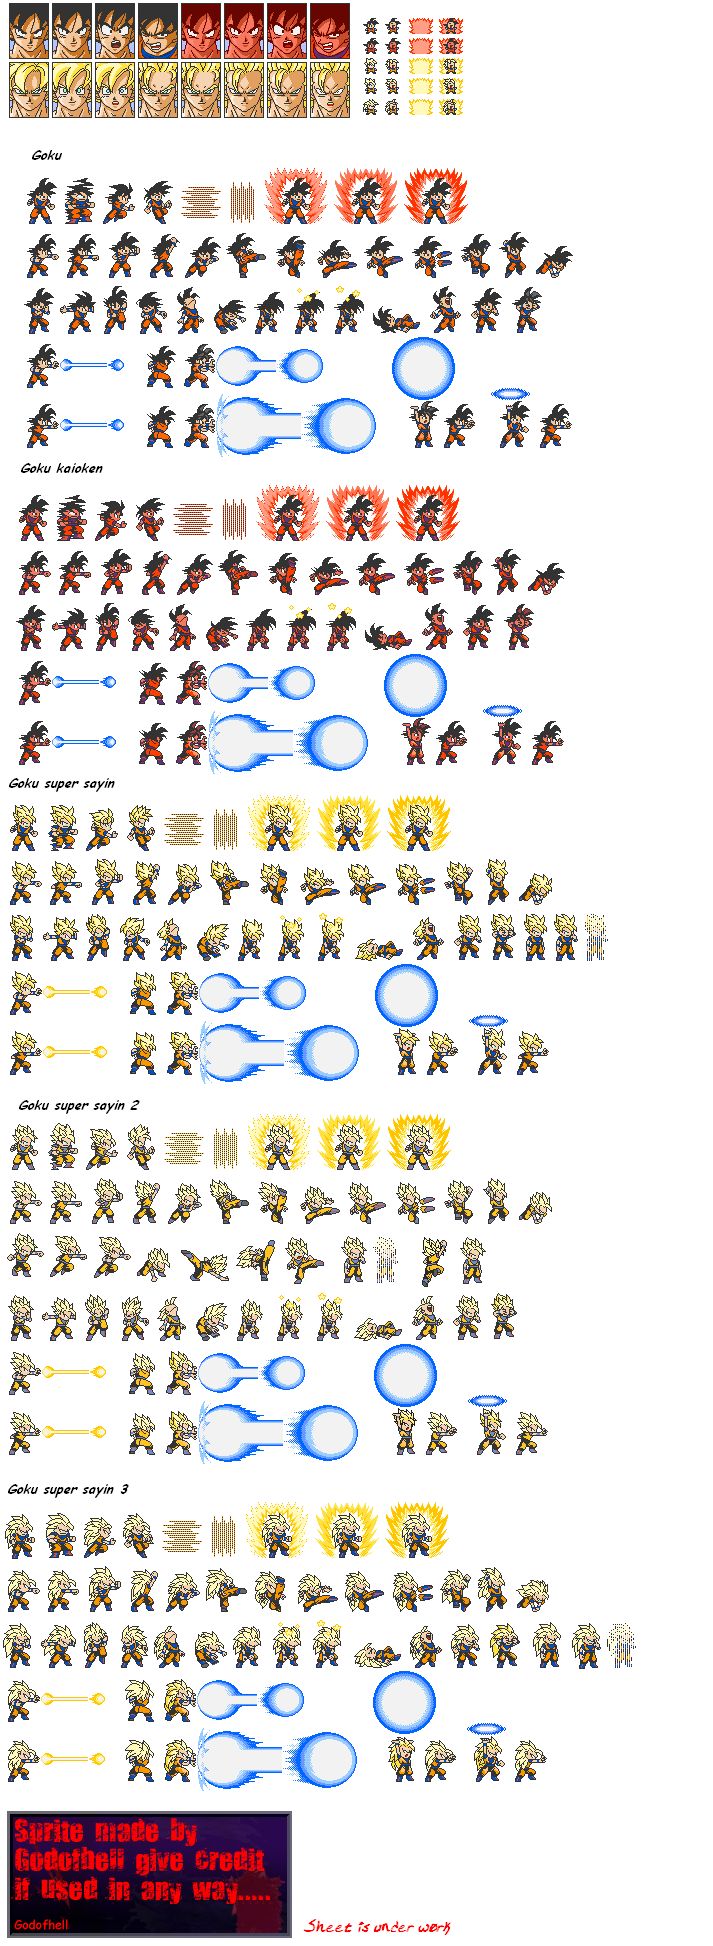 Goku
Goku kaioken
Goku super sayin
Goku super sayin 2
Goku super sayin 3
Sprite made by
Godofhell give credit
if used in any way.....
Godofhell
Sheet is under work